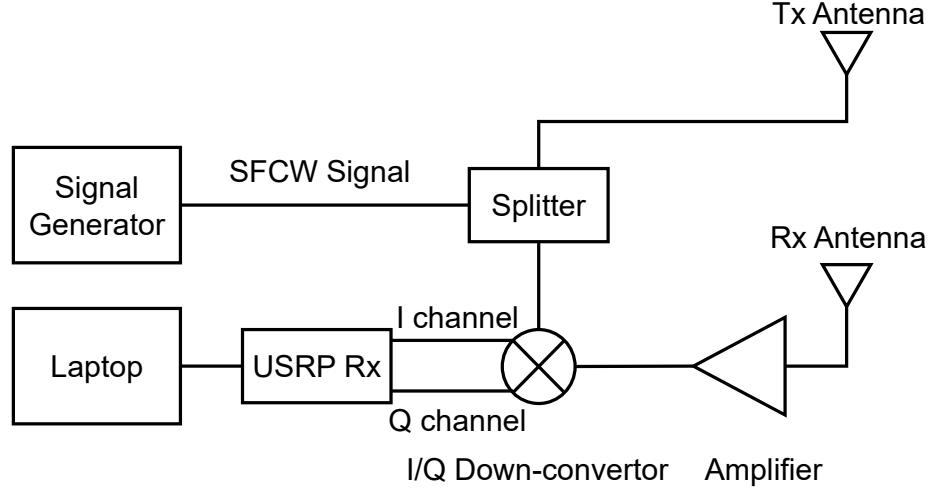 Tx Antenna
SFCW Signal
Signal
Generator
Splitter
Rx Antenna
I channel
Laptop
USRP Rx
Q channel
I/Q Down-convertor
Amplifier